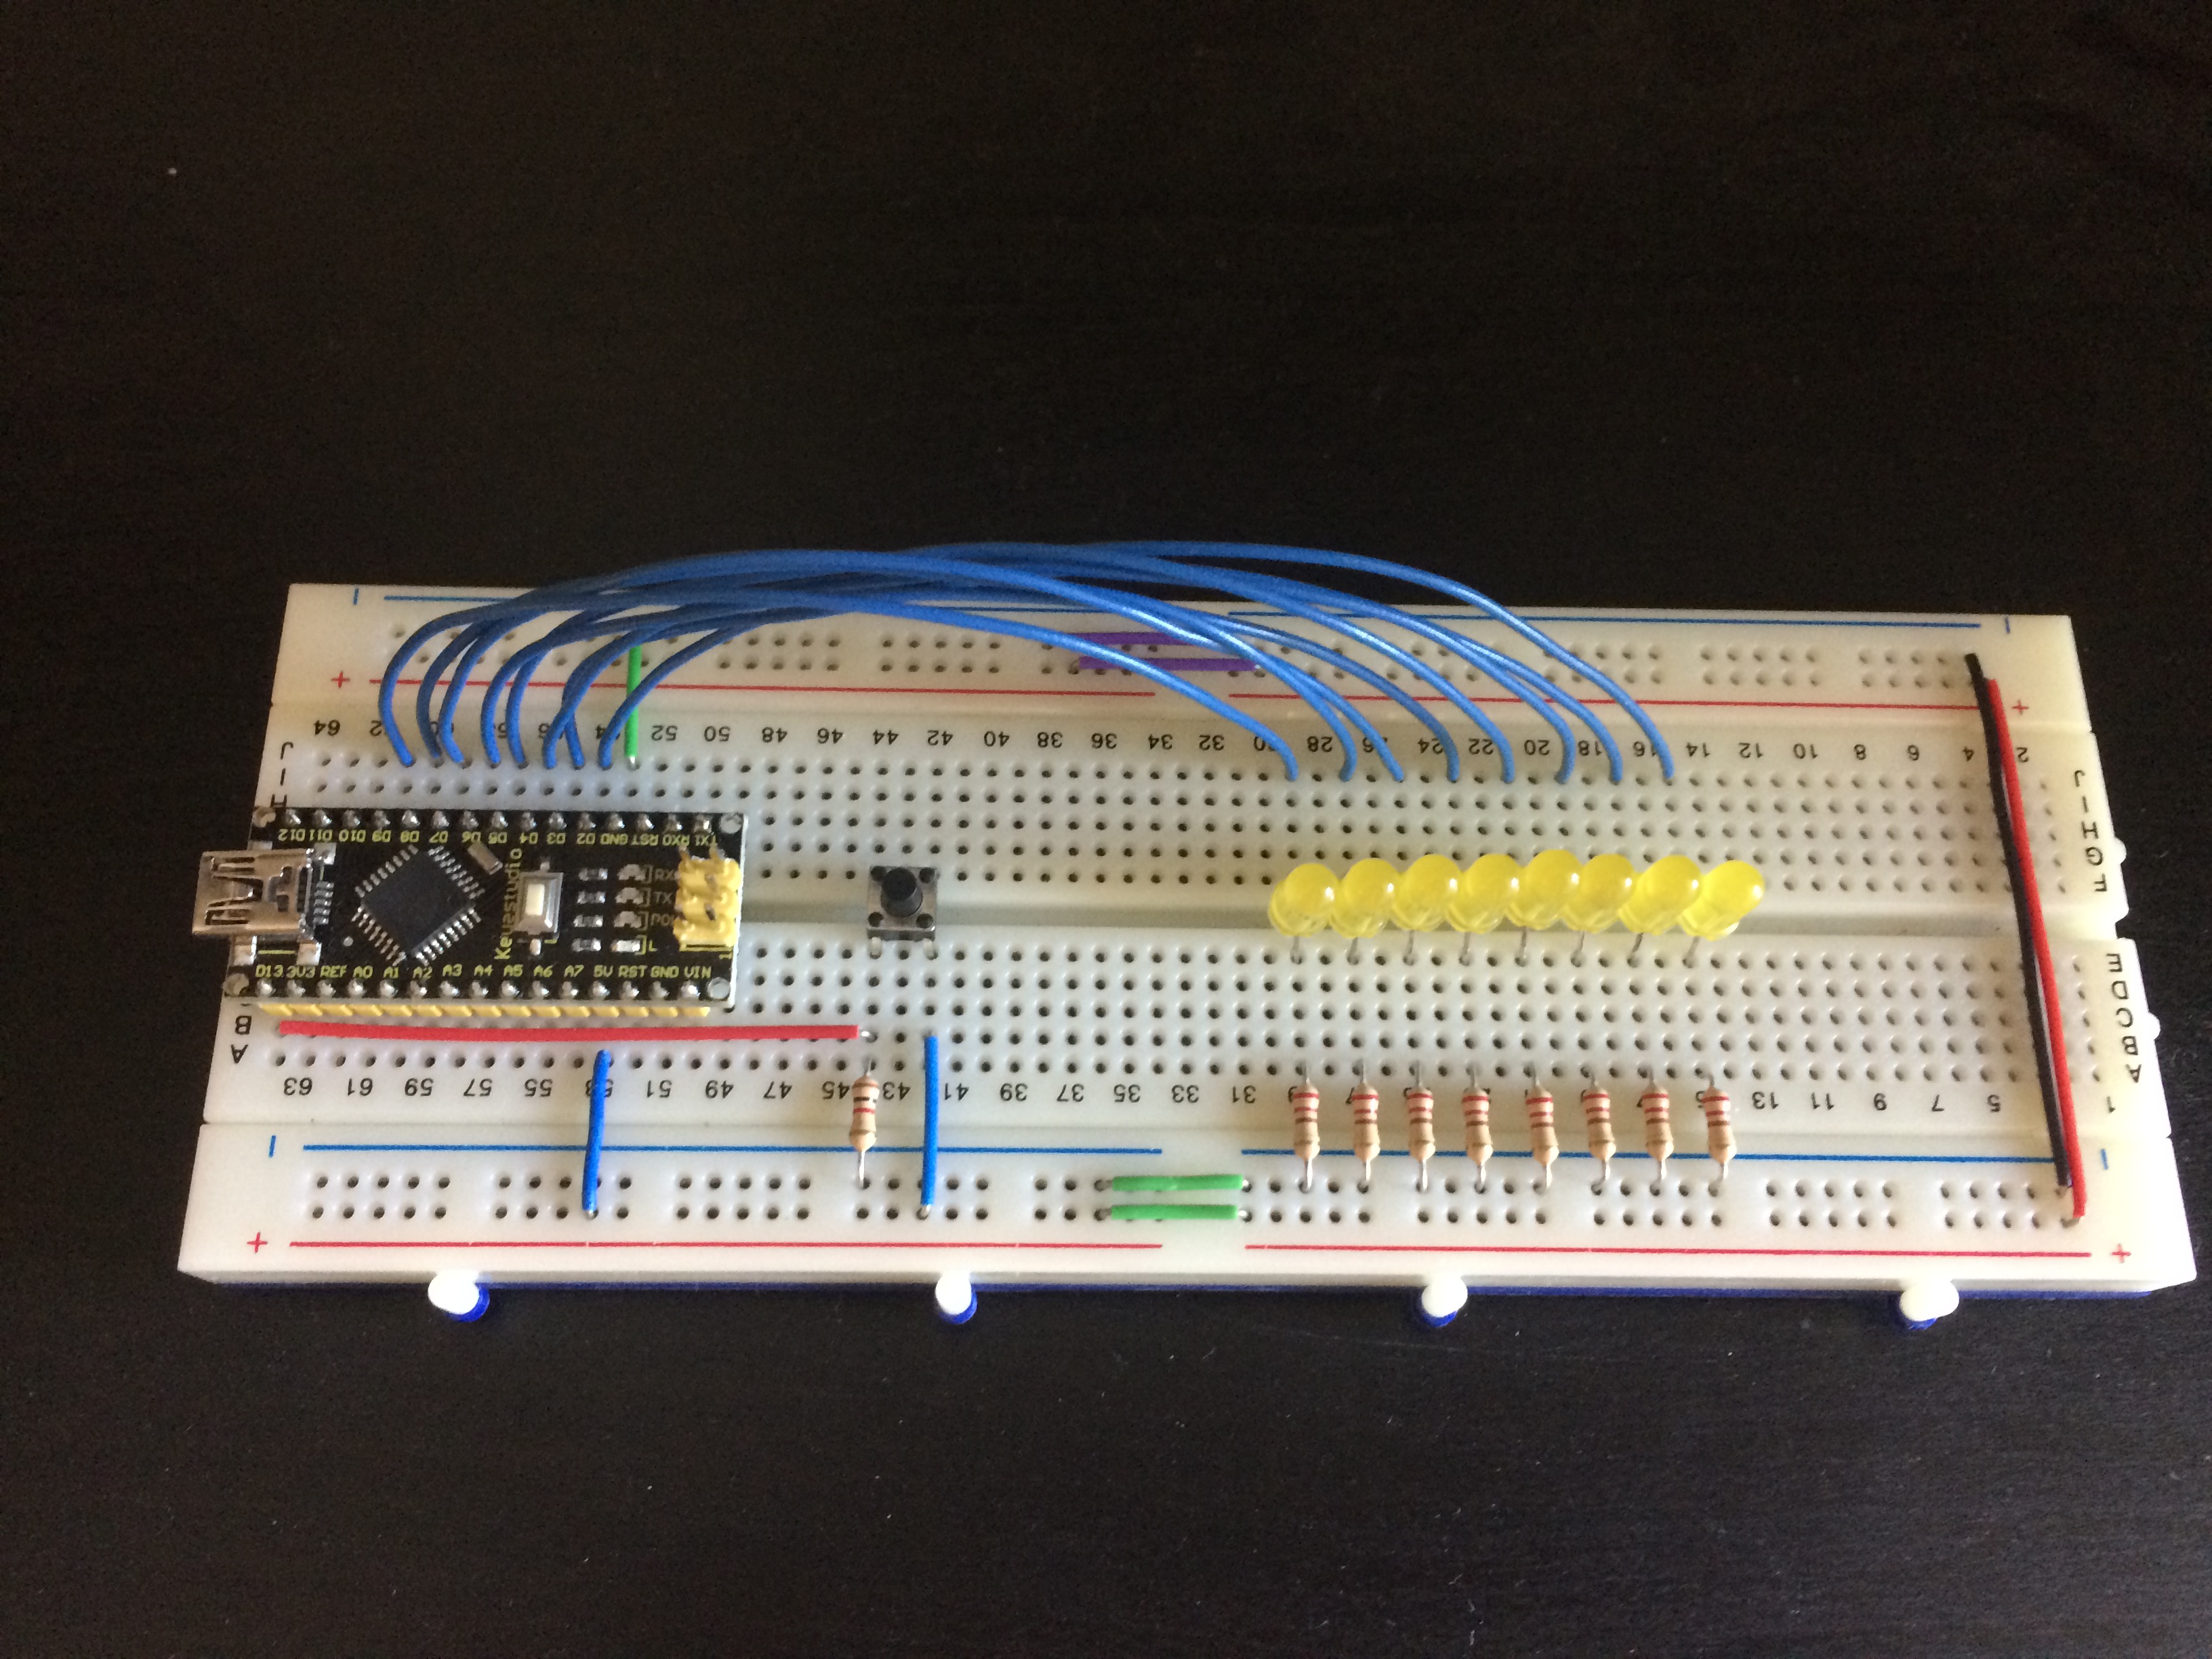 − −
+ +
64 52 50 48 46 44 42 40 38 36 34 32 30 28 24 22 20 18 16 14 12 10 8 6 4 2
J I H
J I H G F
D12 D11 D10 D9 D8 D7 D6 D5 D4 D3 D2 GND RST RX0 TX1
RX
TX
PO
L
Keyestudio
D13 3V3 REF A0 A1 A2 A3 A4 A5 A6 A7 5V RST GND VIN
B A
E D C B A
63 61 59 57 55 53 51 49 47 45 43 41 39 37 35 33 31 13 11 9 7 5 1
− −
+ +